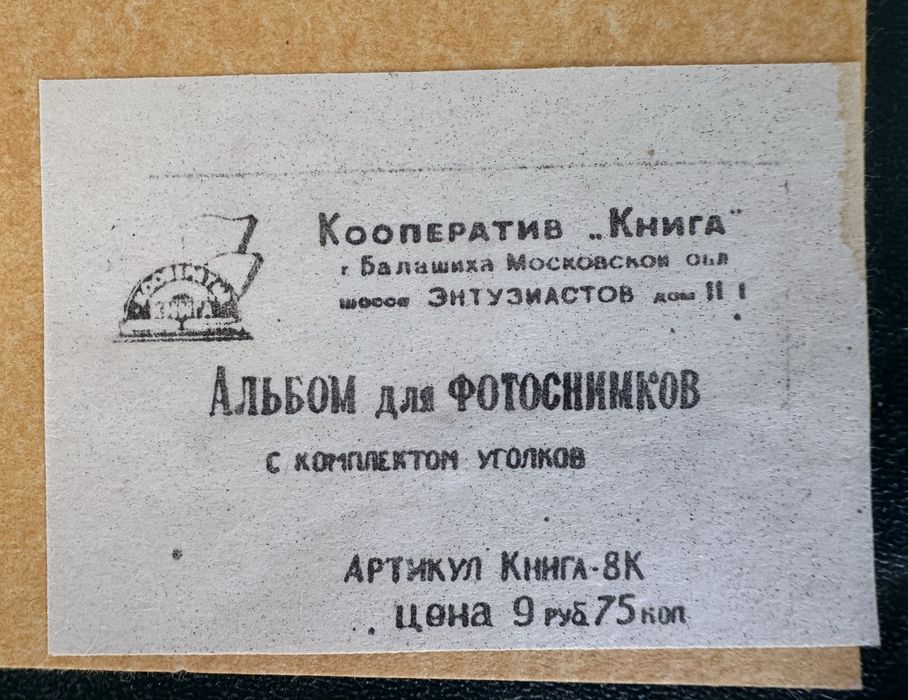 Кооператив „Книга"
г Балашиха Московской обл
шоссе Энтузиастов дом 11
КНИГА
Альбом для фотоснимков
с комплектом уголков
Артикул Книга-8К
цена 9 руб 75 коп